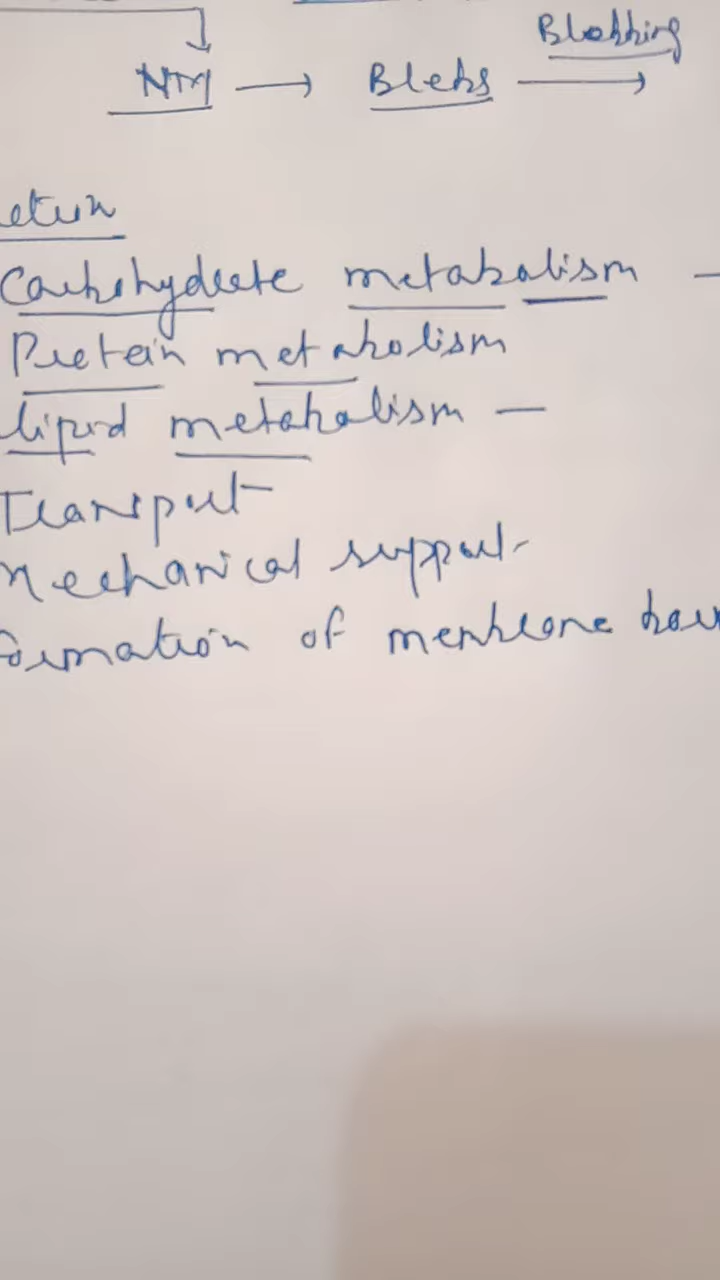 Blebbing
NM → Blebs →
Carbohydrate metabolism -
Protein metabolism
lipid metabolism -
Transport
Mechanical support
formation of membrane